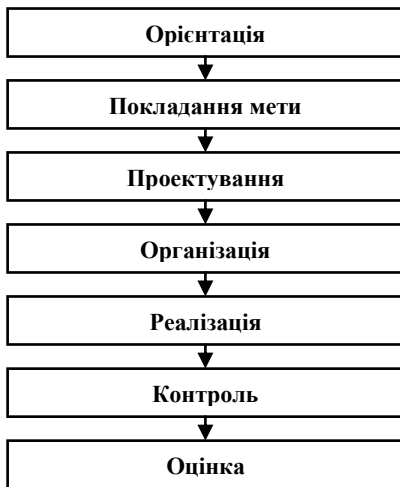 Орієнтація
Покладання мети
Проектування
Організація
Реалізація
Контроль
Оцінка